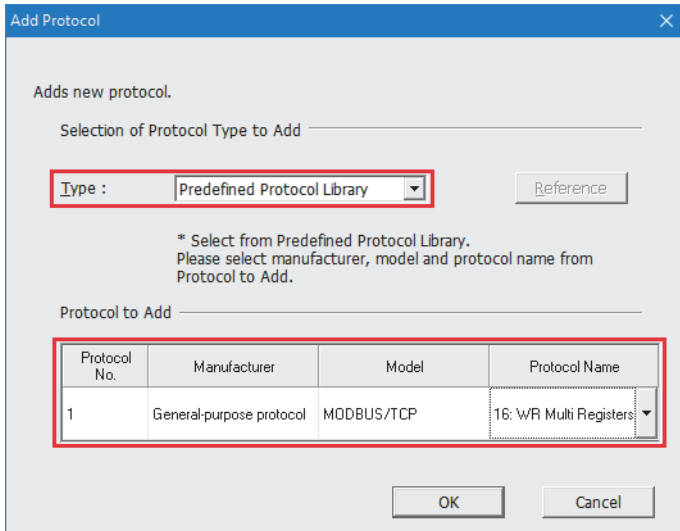 Add Protocol
Adds new protocol.
Selection of Protocol Type to Add
Type :
Predefined Protocol Library
Reference
* Select from Predefined Protocol Library.
Please select manufacturer, model and protocol name from
Protocol to Add.
Protocol to Add
Protocol
No.
Manufacturer
Model
Protocol Name
1
General-purpose protocol
MODBUS/TCP
16: WR Multi Registers
OK
Cancel